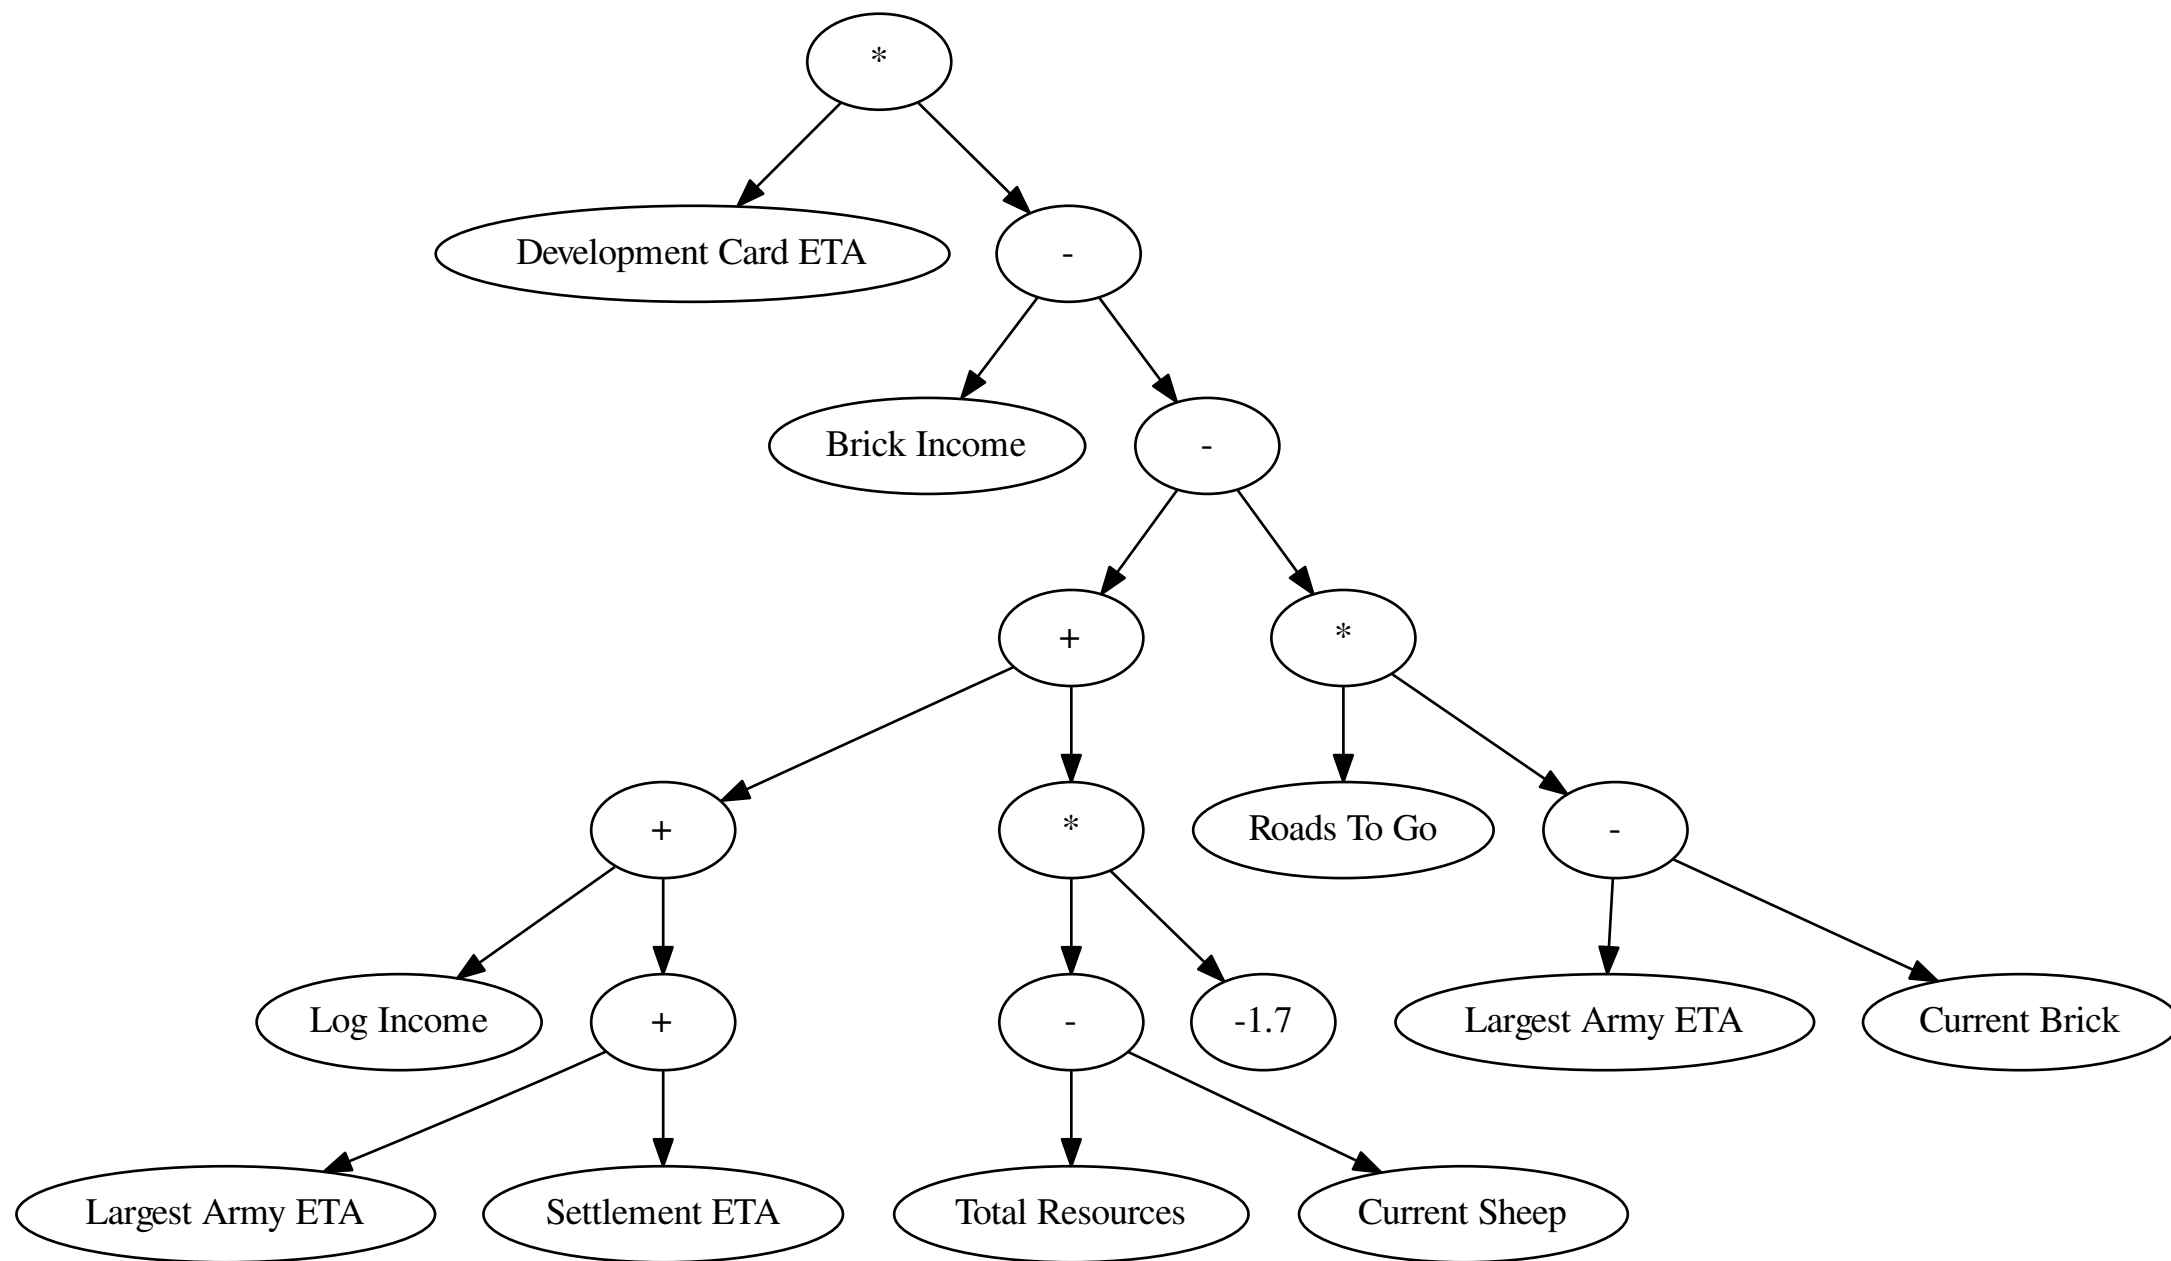 *
Development Card ETA
-
Brick Income
-
+
*
+
*
Roads To Go
-
Log Income
+
-
-1.7
Largest Army ETA
Current Brick
Largest Army ETA
Settlement ETA
Total Resources
Current Sheep